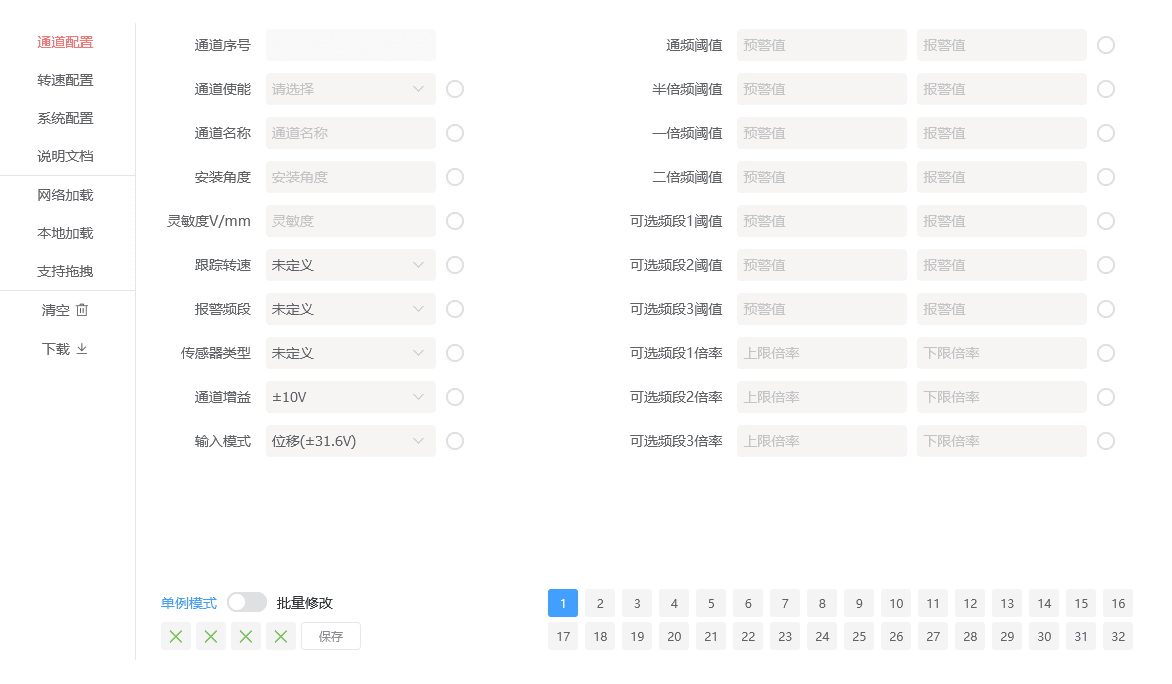 通道配置
转速配置
系统配置
说明文档
网络加载
本地加载
支持拖拽
清空
下载
通道序号
通道使能 请选择
通道名称 通道名称
安装角度 安装角度
灵敏度V/mm 灵敏度
跟踪转速 未定义
报警频段 未定义
传感器类型 未定义
通道增益 ±10V
输入模式 位移(±31.6V)
通频阈值 预警值 报警值
半倍频阈值 预警值 报警值
一倍频阈值 预警值 报警值
二倍频阈值 预警值 报警值
可选频段1阈值 预警值 报警值
可选频段2阈值 预警值 报警值
可选频段3阈值 预警值 报警值
可选频段1倍率 上限倍率 下限倍率
可选频段2倍率 上限倍率 下限倍率
可选频段3倍率 上限倍率 下限倍率
单例模式 批量修改
保存
1 2 3 4 5 6 7 8 9 10 11 12 13 14 15 16
17 18 19 20 21 22 23 24 25 26 27 28 29 30 31 32